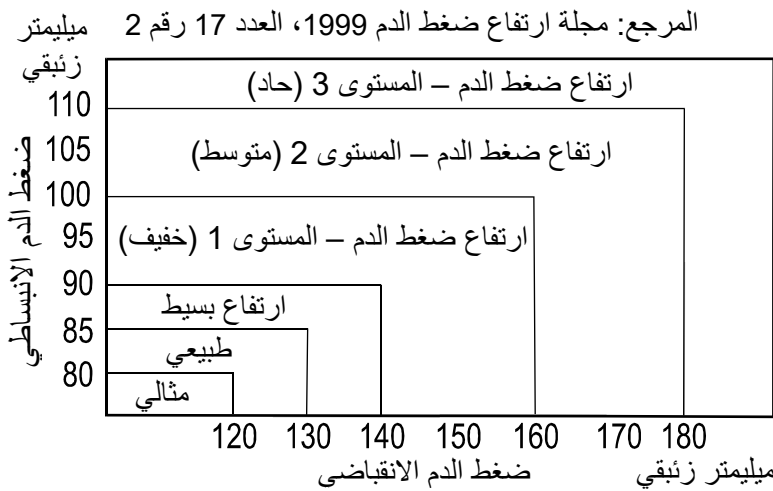 المرجع: مجلة ارتفاع ضغط الدم 1999، العدد 17 رقم 2
ميليمتر
زئبقي
ارتفاع ضغط الدم – المستوى 3 (حاد)
110
ارتفاع ضغط الدم – المستوى 2 (متوسط)
105
100
ارتفاع ضغط الدم – المستوى 1 (خفيف)
95
90
ارتفاع بسيط
85
طبيعي
80
مثالي
ضغط الدم الانبساطي
120 130 140 150 160 170 180
ضغط الدم الانقباضي
ميليمتر زئبقي